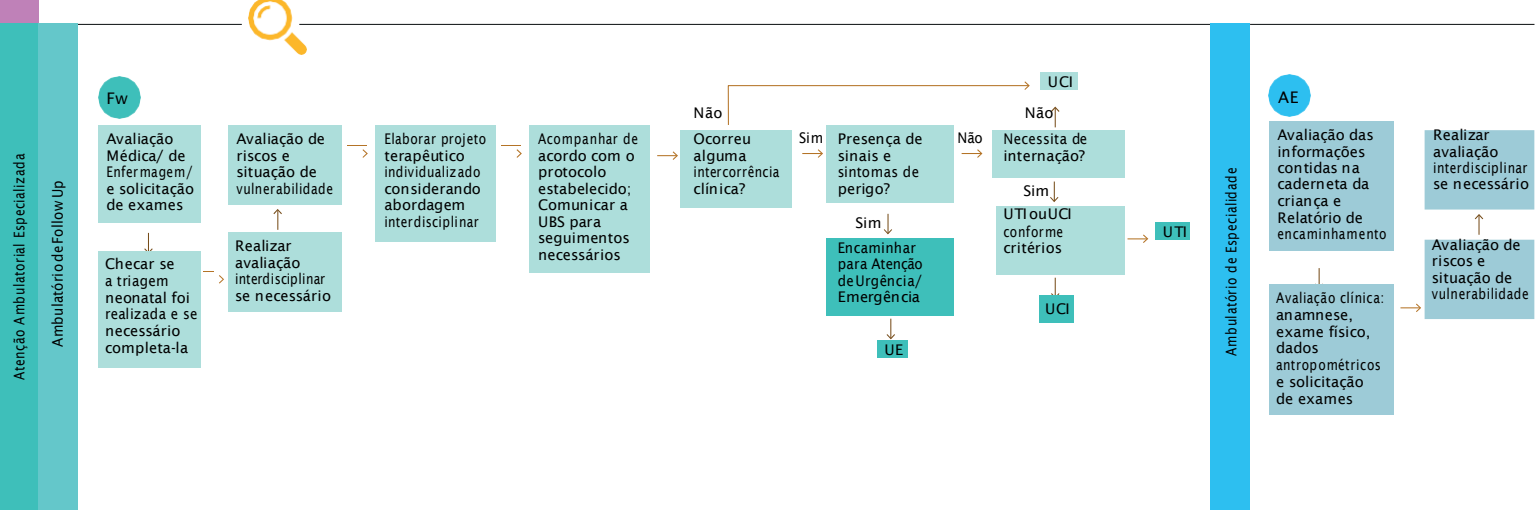 Atenção Ambulatorial Especializada
Ambulatório de Follow Up
Fw
Avaliação
Médica/ de
Enfermagem/
e solicitação
de exames
Checar se
a triagem
neonatal foi
realizada e se
necessário
completa-la
Realizar
avaliação
interdisciplinar
se necessário
Avaliação de
riscos e
situação de
vulnerabilidade
Elaborar projeto
terapêutico
individualizado
considerando
abordagem
interdisciplinar
Acompanhar de
acordo com o
protocolo
estabelecido;
Comunicar a
UBS para
seguimentos
necessários
Ocorreu
alguma
intercorrência
clínica?
Não
UCI
Sim
Presença de
sinais e
sintomas de
perigo?
Sim
Encaminhar
para Atenção
de Urgência/
Emergência
UE
Não
Necessita de
internação?
Não
Sim
UTI ou UCI
conforme
critérios
UTI
UCI
Ambulatório de Especialidade
AE
Avaliação das
informações
contidas na
caderneta da
criança e
Relatório de
encaminhamento
Avaliação clínica:
anamnese,
exame físico,
dados
antropométricos
e solicitação
de exames
Avaliação de
riscos e
situação de
vulnerabilidade
Realizar
avaliação
interdisciplinar
se necessário